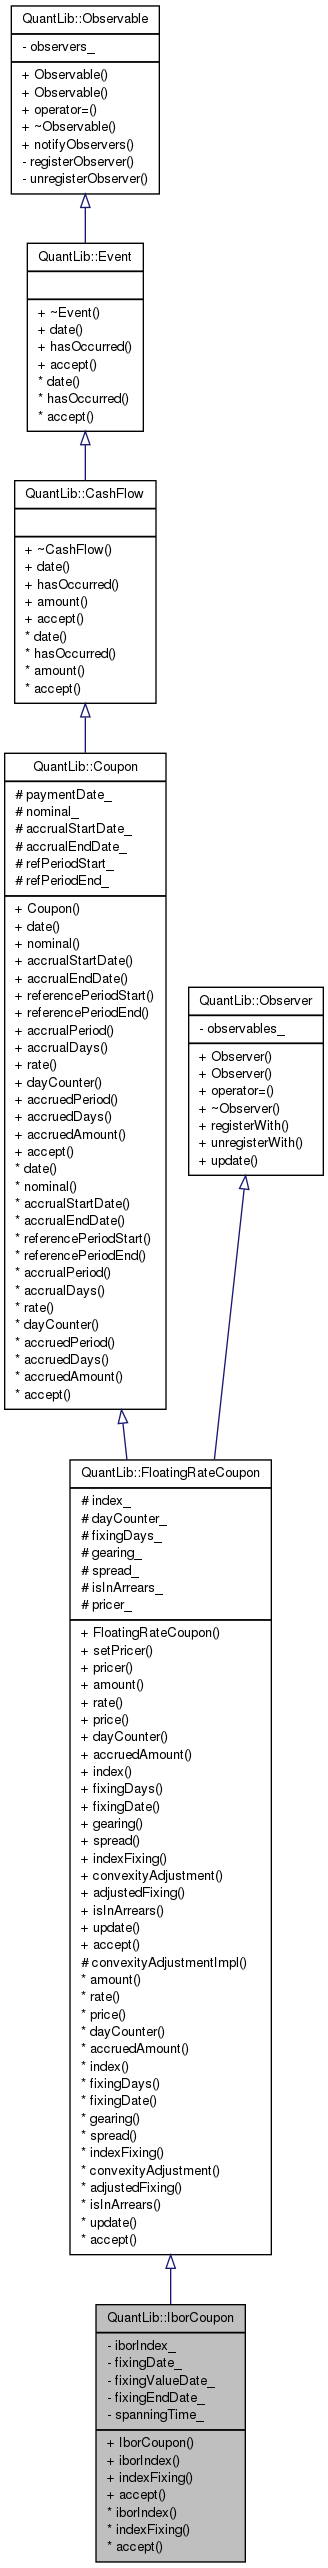 QuantLib::Observable
- observers_
+ Observable()
+ Observable()
+ operator=()
+ ~Observable()
+ notifyObservers()
- registerObserver()
- unregisterObserver()
QuantLib::Event
+ ~Event()
+ date()
+ hasOccurred()
+ accept()
* date()
* hasOccurred()
* accept()
QuantLib::CashFlow
+ ~CashFlow()
+ date()
+ hasOccurred()
+ amount()
+ accept()
* date()
* hasOccurred()
* amount()
* accept()
QuantLib::Coupon
# paymentDate_
# nominal_
# accrualStartDate_
# accrualEndDate_
# refPeriodStart_
# refPeriodEnd_
+ Coupon()
+ date()
+ nominal()
+ accrualStartDate()
+ accrualEndDate()
+ referencePeriodStart()
+ referencePeriodEnd()
+ accrualPeriod()
+ accrualDays()
+ rate()
+ dayCounter()
+ accruedPeriod()
+ accruedDays()
+ accruedAmount()
+ accept()
* date()
* nominal()
* accrualStartDate()
* accrualEndDate()
* referencePeriodStart()
* referencePeriodEnd()
* accrualPeriod()
* accrualDays()
* rate()
* dayCounter()
* accruedPeriod()
* accruedDays()
* accruedAmount()
* accept()
QuantLib::Observer
- observables_
+ Observer()
+ Observer()
+ operator=()
+ ~Observer()
+ registerWith()
+ unregisterWith()
+ update()
QuantLib::FloatingRateCoupon
# index_
# dayCounter_
# fixingDays_
# gearing_
# spread_
# isInArrears_
# pricer_
+ FloatingRateCoupon()
+ setPricer()
+ pricer()
+ amount()
+ rate()
+ price()
+ dayCounter()
+ accruedAmount()
+ index()
+ fixingDays()
+ fixingDate()
+ gearing()
+ spread()
+ indexFixing()
+ convexityAdjustment()
+ adjustedFixing()
+ isInArrears()
+ update()
+ accept()
# convexityAdjustmentImpl()
* amount()
* rate()
* price()
* dayCounter()
* accruedAmount()
* index()
* fixingDays()
* fixingDate()
* gearing()
* spread()
* indexFixing()
* convexityAdjustment()
* adjustedFixing()
* isInArrears()
* update()
* accept()
QuantLib::IborCoupon
- iborIndex_
- fixingDate_
- fixingValueDate_
- fixingEndDate_
- spanningTime_
+ IborCoupon()
+ iborIndex()
+ indexFixing()
+ accept()
* iborIndex()
* indexFixing()
* accept()